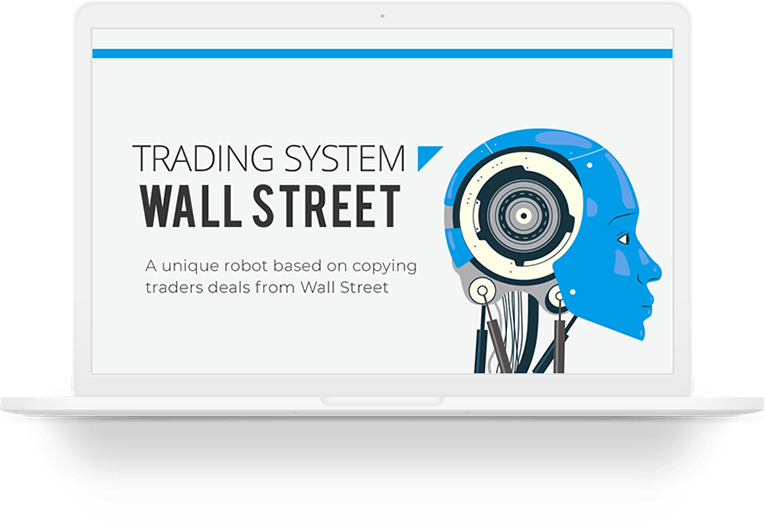 TRADING SYSTEM
WALL STREET
A unique robot based on copying
traders deals from Wall Street